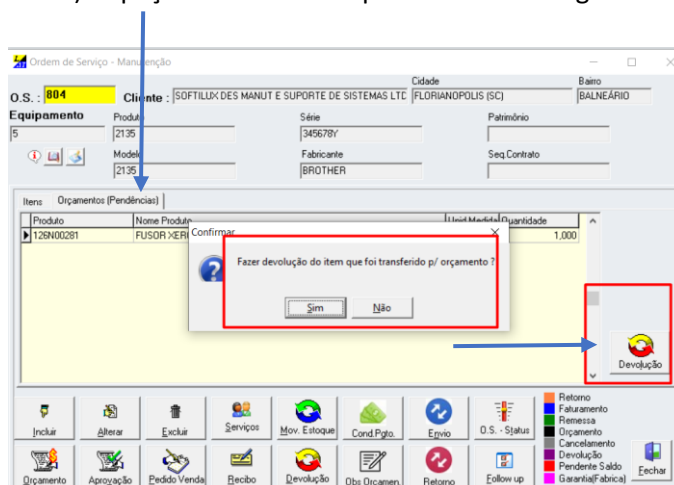 Ordem de Serviço - Manutenção
Cidade Bairro
O.S. : 804 Cliente : SOFTILUX DES MANUT E SUPORTE DE SISTEMAS LTD FLORIANOPOLIS (SC) BALNEÁRIO
Equipamento Produto Série Patrimônio
5 2135 345678Y
Modelo Fabricante Seq.Contrato
2135 BROTHER
Itens Orçamentos (Pendências)
Produto Nome Produto Unid.Medida Quantidade
126N00281 FUSOR XER 1,000
Confirmar
Fazer devolução do item que foi transferido p/ orçamento ?
Sim Não
Devolução
Incluir Alterar Excluir Serviços Mov. Estoque Cond.Pgto. Envio O.S. - Status
Orçamento Aprovação Pedido Venda Recibo Devolução Obs Orçamen. Retorno Follow up
Retorno
Faturamento
Remessa
Orçamento
Cancelamento
Devolução
Pendente Saldo
Garantia(Fabrica)
Fechar